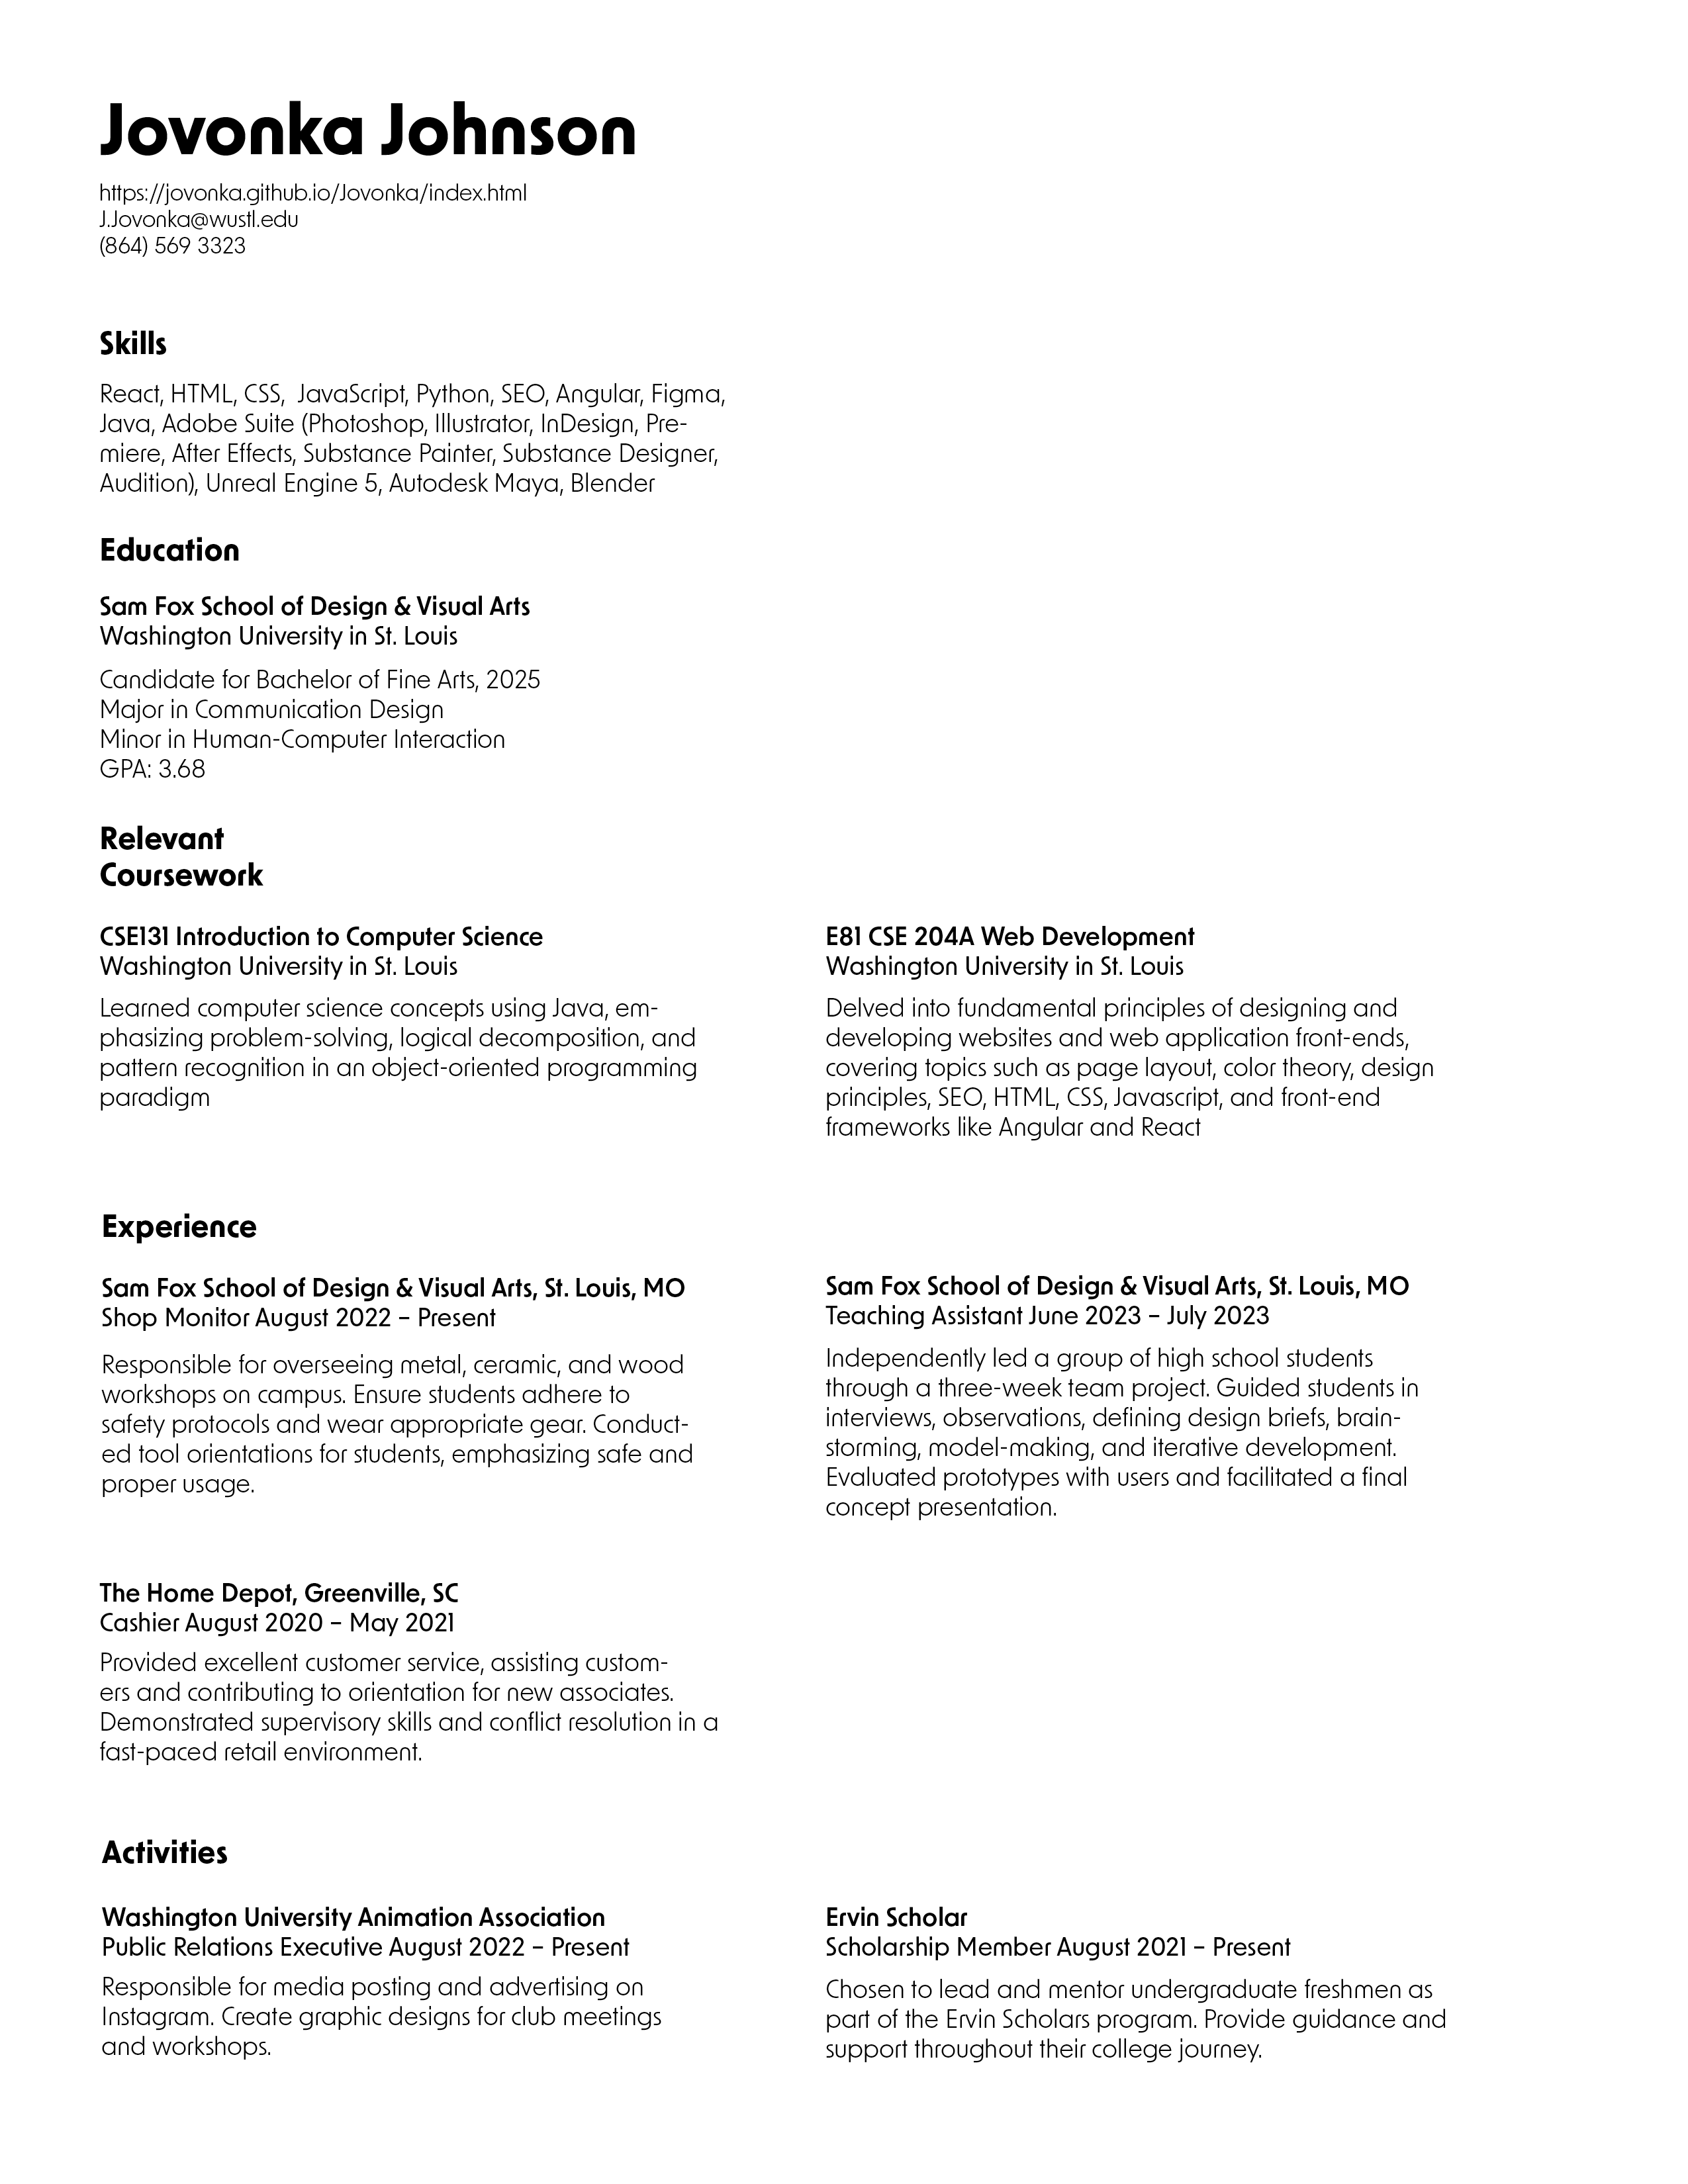 Jovonka Johnson
https://jovonka.github.io/Jovonka/index.html
J.Jovonka@wustl.edu
(864) 569 3323
Skills
React, HTML, CSS,  JavaScript, Python, SEO, Angular, Figma,
Java, Adobe Suite (Photoshop, Illustrator, InDesign, Pre-
miere, After Effects, Substance Painter, Substance Designer,
Audition), Unreal Engine 5, Autodesk Maya, Blender
Education
Sam Fox School of Design & Visual Arts
Washington University in St. Louis
Candidate for Bachelor of Fine Arts, 2025
Major in Communication Design
Minor in Human-Computer Interaction
GPA: 3.68
Relevant
Coursework
CSE131 Introduction to Computer Science
Washington University in St. Louis
Learned computer science concepts using Java, em-
phasizing problem-solving, logical decomposition, and
pattern recognition in an object-oriented programming
paradigm
E81 CSE 204A Web Development
Washington University in St. Louis
Delved into fundamental principles of designing and
developing websites and web application front-ends,
covering topics such as page layout, color theory, design
principles, SEO, HTML, CSS, Javascript, and front-end
frameworks like Angular and React
Experience
Sam Fox School of Design & Visual Arts, St. Louis, MO
Shop Monitor August 2022 – Present
Responsible for overseeing metal, ceramic, and wood
workshops on campus. Ensure students adhere to
safety protocols and wear appropriate gear. Conduct-
ed tool orientations for students, emphasizing safe and
proper usage.
Sam Fox School of Design & Visual Arts, St. Louis, MO
Teaching Assistant June 2023 – July 2023
Independently led a group of high school students
through a three-week team project. Guided students in
interviews, observations, defining design briefs, brain-
storming, model-making, and iterative development.
Evaluated prototypes with users and facilitated a final
concept presentation.
The Home Depot, Greenville, SC
Cashier August 2020 – May 2021
Provided excellent customer service, assisting custom-
ers and contributing to orientation for new associates.
Demonstrated supervisory skills and conflict resolution in a
fast-paced retail environment.
Activities
Washington University Animation Association
Public Relations Executive August 2022 – Present
Responsible for media posting and advertising on
Instagram. Create graphic designs for club meetings
and workshops.
Ervin Scholar
Scholarship Member August 2021 – Present
Chosen to lead and mentor undergraduate freshmen as
part of the Ervin Scholars program. Provide guidance and
support throughout their college journey.